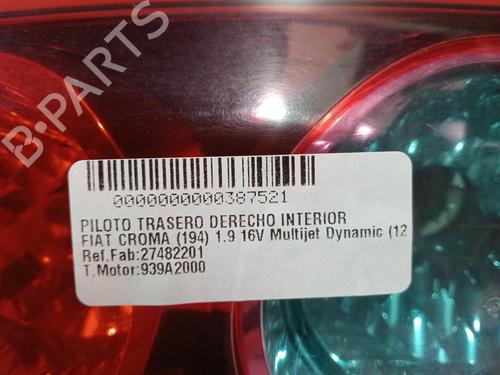 0000000000387521
PILOTO TRASERO DERECHO INTERIOR
FIAT CROMA (194) 1.9 16V Multijet Dynamic (12
Ref.Fab:27482201
T.Motor:939A2000
B-PARTS